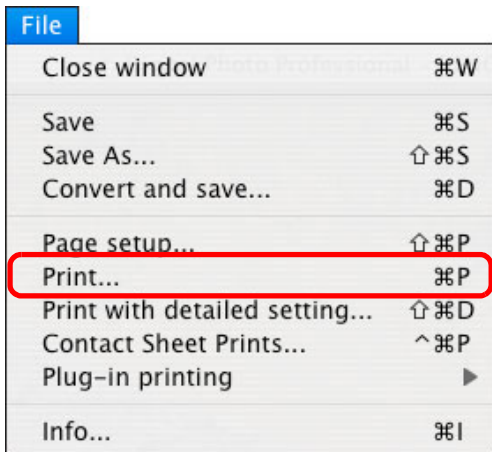 File
Close window ⌘W
Save ⌘S
Save As... ⇧⌘S
Convert and save... ⌘D
Page setup... ⇧⌘P
Print... ⌘P
Print with detailed setting... ⇧⌘D
Contact Sheet Prints... ^⌘P
Plug-in printing ▶
Info... ⌘I